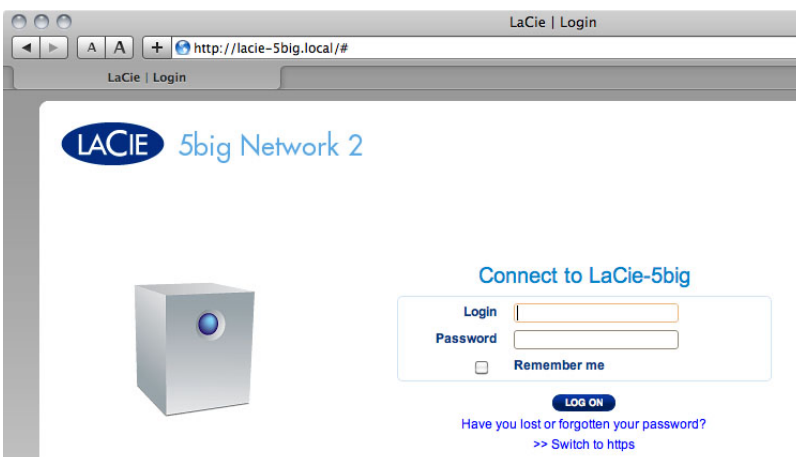 LaCie | Login
A A + http://lacie-5big.local/#
LaCie | Login
LACIE 5big Network 2
Connect to LaCie-5big
Login
Password
Remember me
LOG ON
Have you lost or forgotten your password?
>> Switch to https